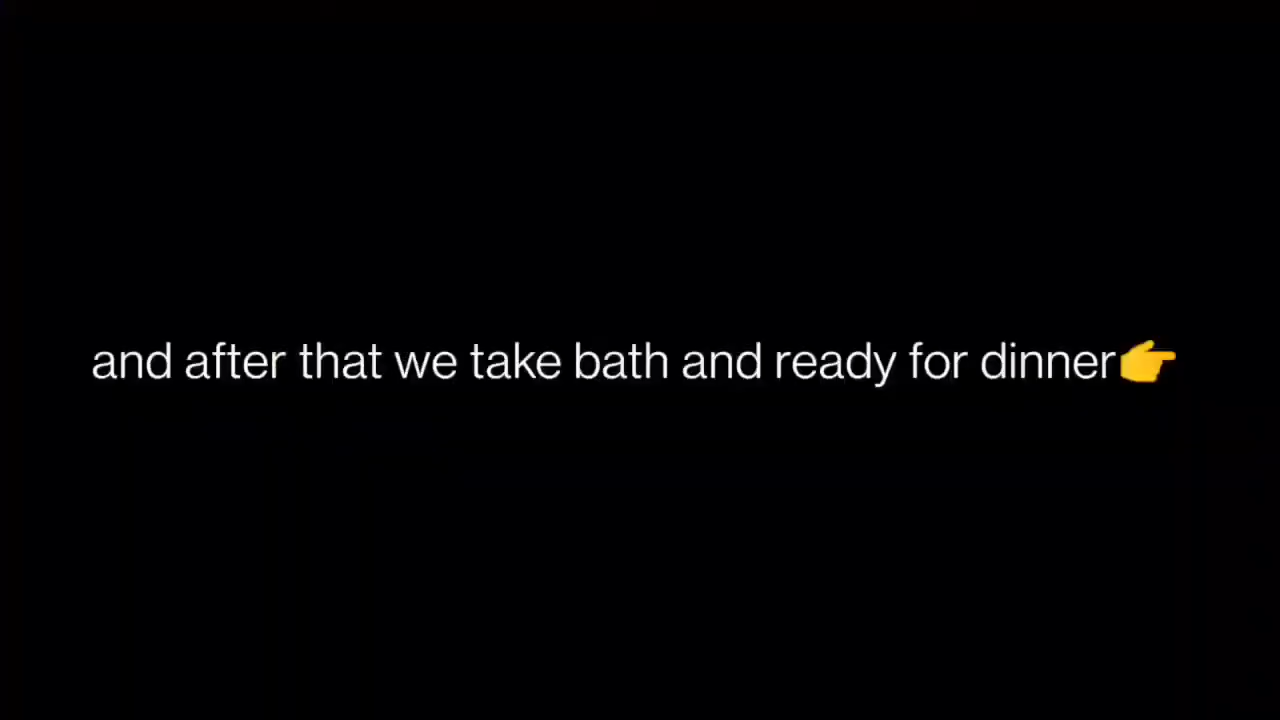 and after that we take bath and ready for dinner👉